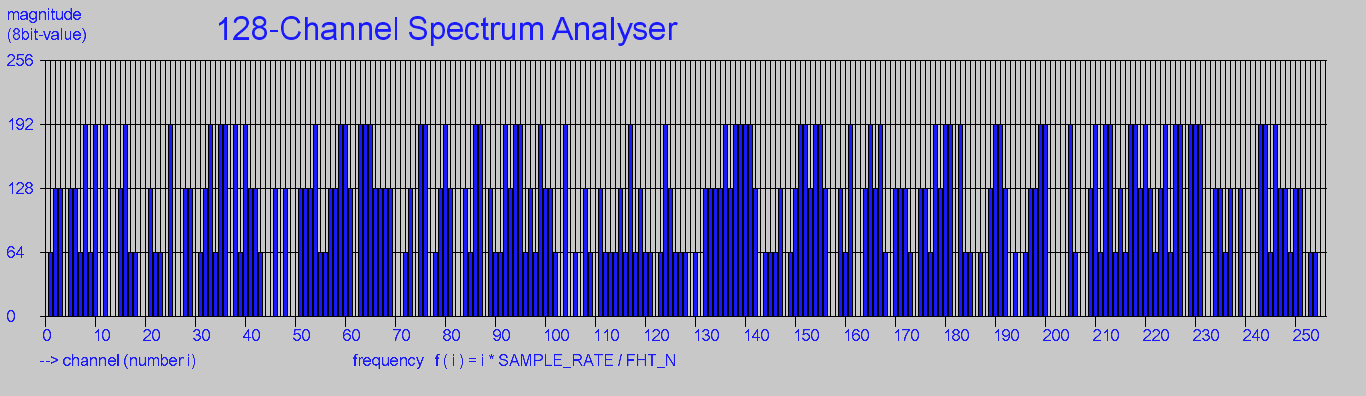 magnitude
(8bit-value)
128-Channel Spectrum Analyser
256
192
128
64
0
0 10 20 30 40 50 60 70 80 90 100 110 120 130 140 150 160 170 180 190 200 210 220 230 240 250
--> channel (number i) frequency f ( i ) = i * SAMPLE_RATE / FHT_N